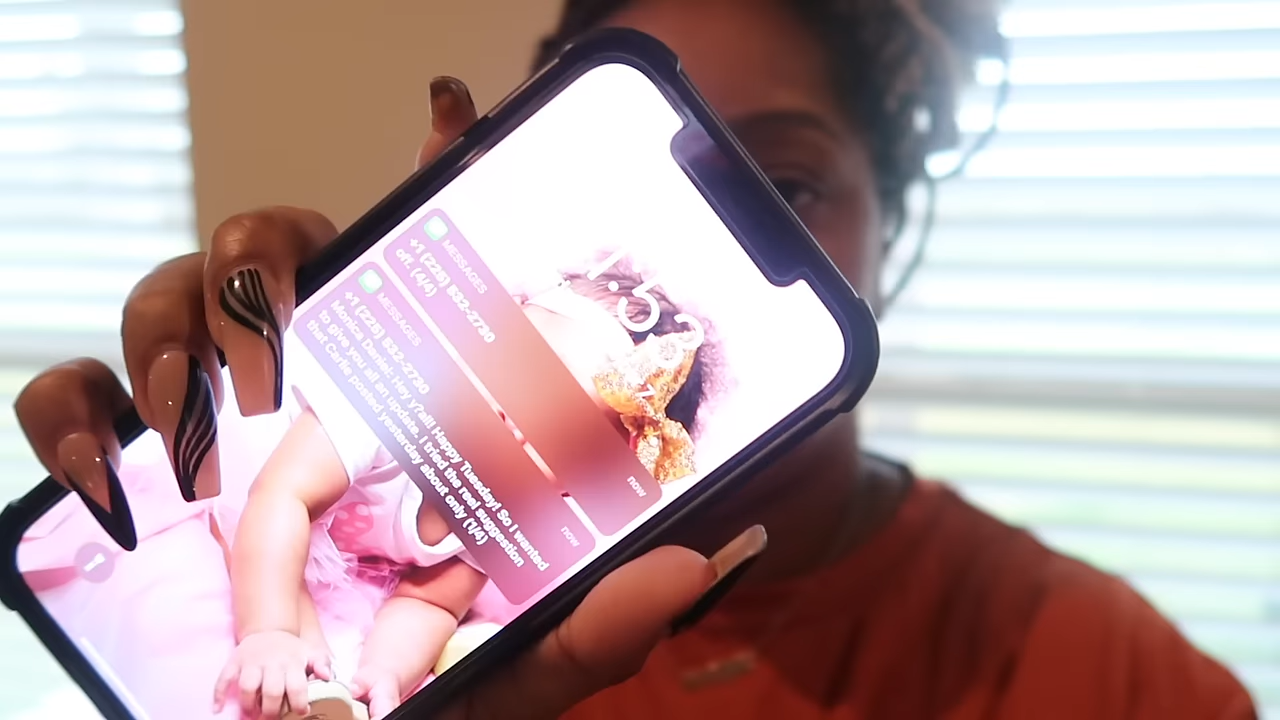 1:53
MESSAGES
now
+1 (225) 532-2730
off. (4/4)
MESSAGES
now
+1 (225) 532-2730
Monica Daniel: Hey y?all! Happy Tuesday! So I wanted
to give you all an update. I tried the reel suggestion
that Carlie posted yesterday about only (1/4)